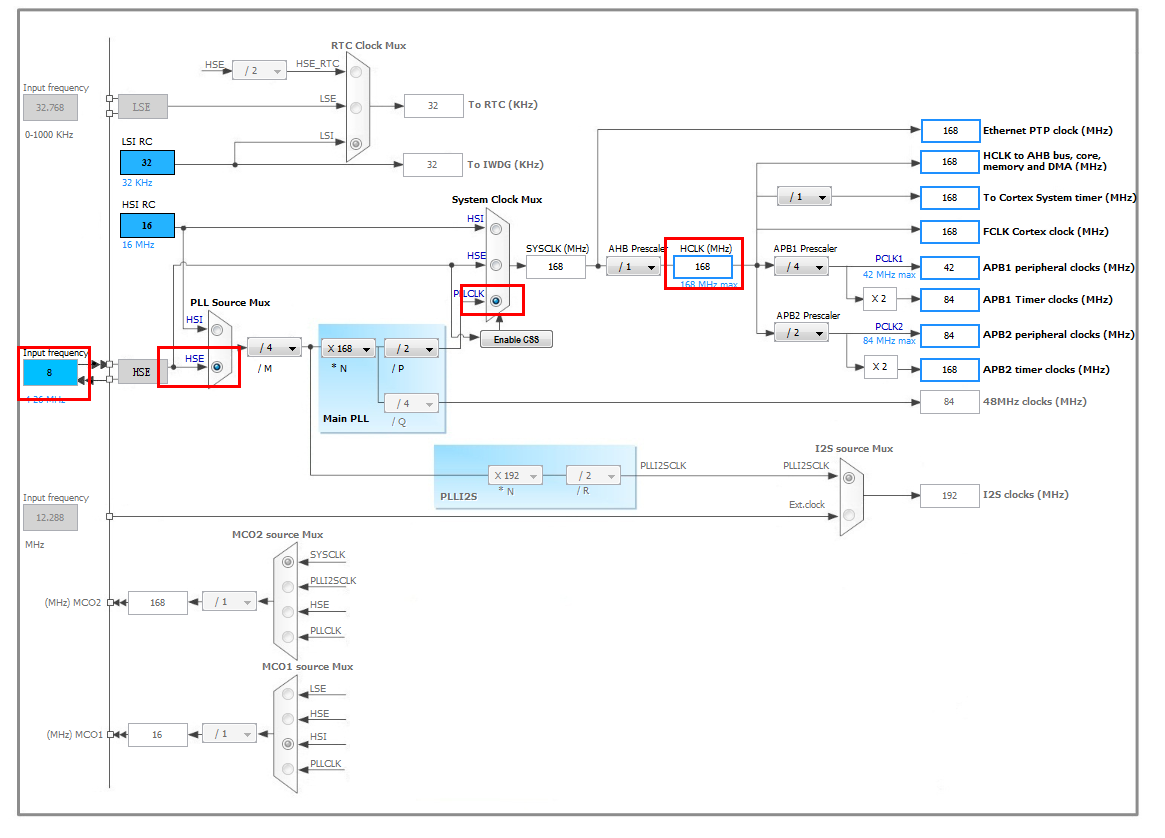 RTC Clock Mux
HSE
/ 2
HSE_RTC
Input frequency
32.768
LSE
LSE
32
To RTC (KHz)
0-1000 KHz
LSI RC
LSI
32
32 KHz
32
To IWDG (KHz)
HSI RC
16
16 MHz
System Clock Mux
HSI
HSE
PLLCLK
SYSCLK (MHz)
168
AHB Prescaler
/ 1
HCLK (MHz)
168
168 MHz max
Enable CSS
168
Ethernet PTP clock (MHz)
168
HCLK to AHB bus, core,
memory and DMA (MHz)
/ 1
168
To Cortex System timer (MHz)
168
FCLK Cortex clock (MHz)
APB1 Prescaler
/ 4
PCLK1
42 MHz max
42
APB1 peripheral clocks (MHz)
X 2
84
APB1 Timer clocks (MHz)
APB2 Prescaler
/ 2
PCLK2
84 MHz max
84
APB2 peripheral clocks (MHz)
X 2
168
APB2 timer clocks (MHz)
84
48MHz clocks (MHz)
PLL Source Mux
HSI
HSE
Input frequency
8
4-26 MHz
HSE
/ 4
/ M
X 168
* N
/ 2
/ P
/ 4
/ Q
Main PLL
PLLI2S
X 192
* N
/ 2
/ R
PLLI2SCLK
I2S source Mux
PLLI2SCLK
Ext.clock
192
I2S clocks (MHz)
Input frequency
12.288
MHz
MCO2 source Mux
SYSCLK
PLLI2SCLK
HSE
PLLCLK
(MHz) MCO2
168
/ 1
MCO1 source Mux
LSE
HSE
HSI
PLLCLK
(MHz) MCO1
16
/ 1